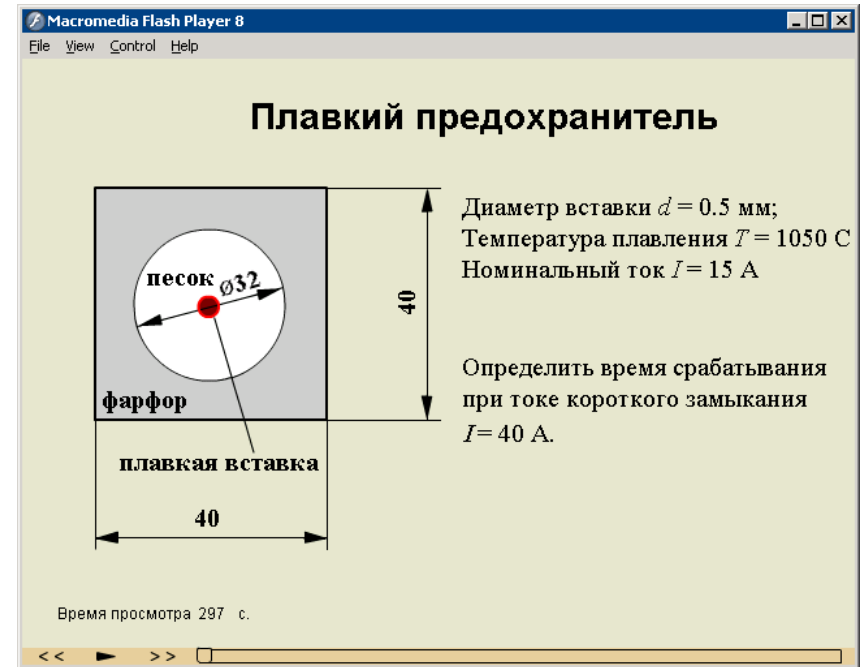 Macromedia Flash Player 8
File View Control Help
Плавкий предохранитель
Диаметр вставки d = 0.5 мм;
Температура плавления T = 1050 C
Номинальный ток I = 15 А
песок
Ø32
40
Определить время срабатывания
при токе короткого замыкания
I = 40 А.
фарфор
плавкая вставка
40
Время просмотра 297 с.
<< >>